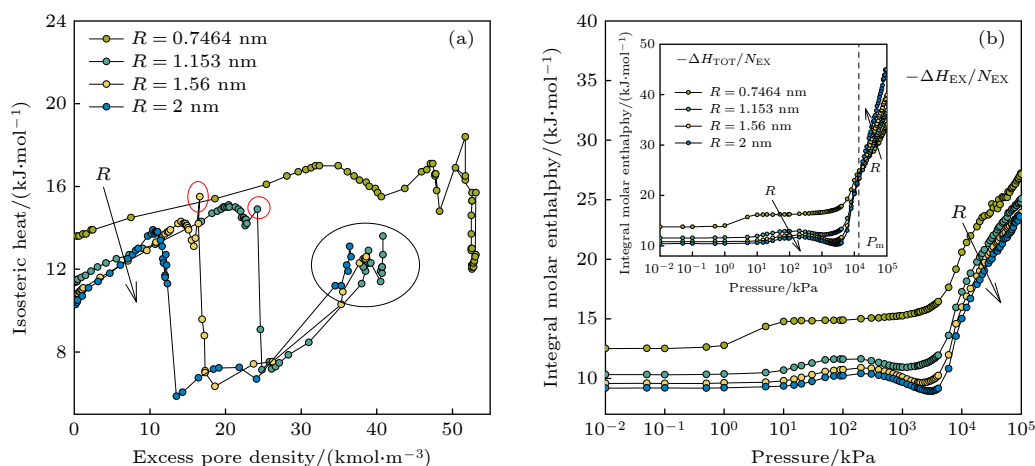 (a)
R = 0.7464 nm
R = 1.153 nm
R = 1.56 nm
R = 2 nm
R
Isosteric heat/(kJ·mol⁻¹)
24
20
16
12
8
0 10 20 30 40 50
Excess pore density/(kmol·m⁻³)
(b)
−ΔH_EX/N_EX
R
Integral molar enthalphy/(kJ·mol⁻¹)
40
35
30
25
20
15
10
7
10⁻² 10⁻¹ 10⁰ 10¹ 10² 10³ 10⁴ 10⁵
Pressure/kPa
−ΔH_TOT/N_EX
R = 0.7464 nm
R = 1.153 nm
R = 1.56 nm
R = 2 nm
R
R
P_m
Integral molar enthalphy/(kJ·mol⁻¹)
50
40
30
20
10
10⁻² 10⁻¹ 10⁰ 10¹ 10² 10³ 10⁴ 10⁵
Pressure/kPa